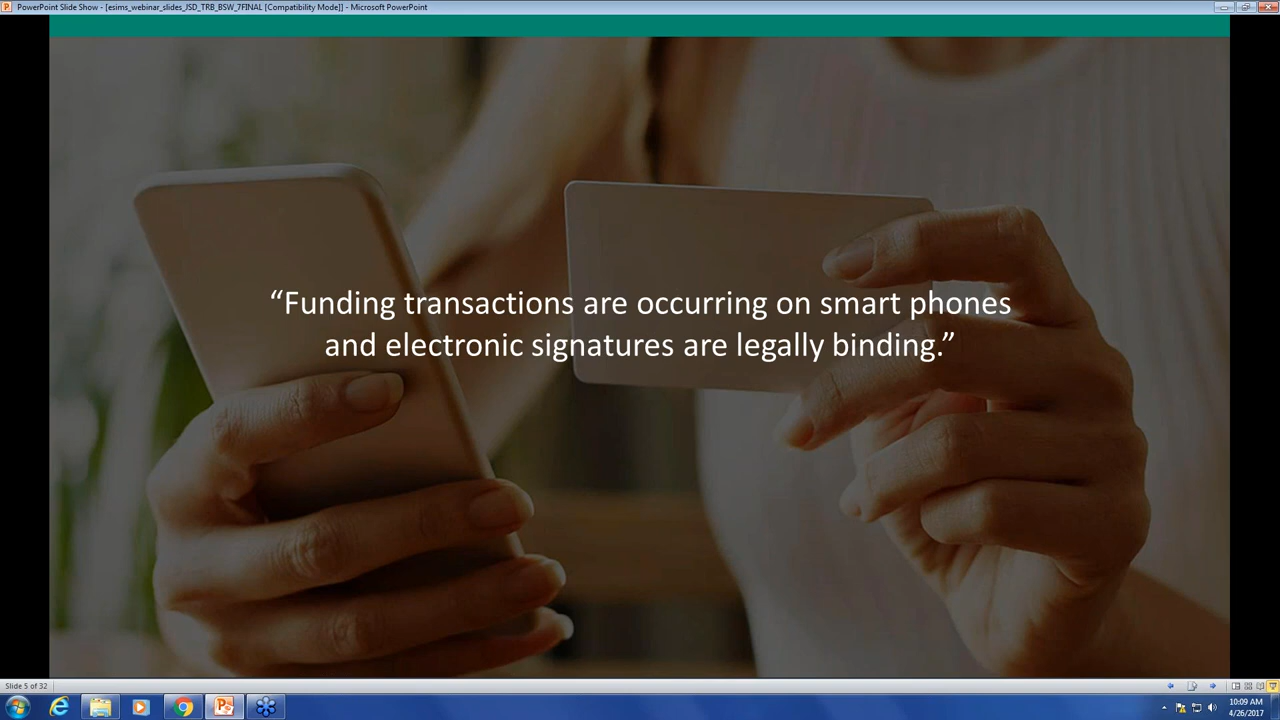 PowerPoint Slide Show - [esims_webinar_slides_JSD_TRB_BSW_7FINAL [Compatibility Mode]] - Microsoft PowerPoint
“Funding transactions are occurring on smart phones
and electronic signatures are legally binding.”
Slide 5 of 32
10:09 AM
4/26/2017